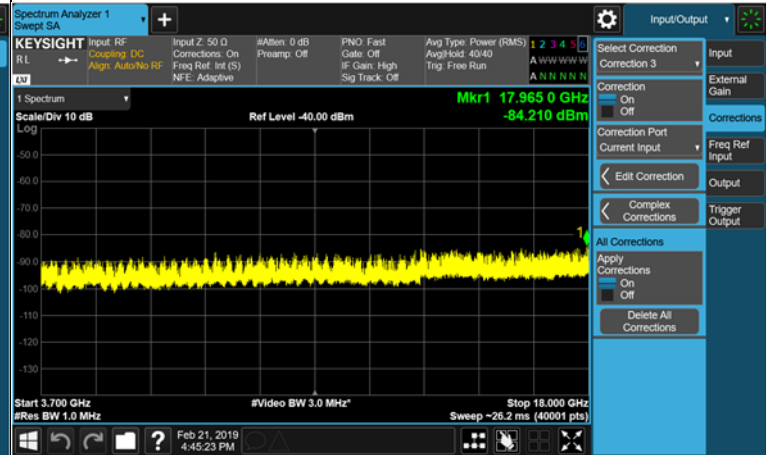 Spectrum Analyzer 1
Swept SA
+
Input/Output
KEYSIGHT
RL
LXI
Input: RF
Coupling: DC
Align: Auto/No RF
Input Z: 50 Ω
Corrections: On
Freq Ref: Int (S)
NFE: Adaptive
#Atten: 0 dB
Preamp: Off
PNO: Fast
Gate: Off
IF Gain: High
Sig Track: Off
Avg Type: Power (RMS)
Avg|Hold: 40/40
Trig: Free Run
1 2 3 4 5 6
A W W W W W
A N N N N N
1 Spectrum
Mkr1 17.965 0 GHz
Scale/Div 10 dB
Ref Level -40.00 dBm
-84.210 dBm
Log
-50.0
-60.0
-70.0
-80.0
-90.0
-100
-110
-120
-130
1
Start 3.700 GHz
#Video BW 3.0 MHz*
Stop 18.000 GHz
#Res BW 1.0 MHz
Sweep ~26.2 ms (40001 pts)
?
Feb 21, 2019
4:45:23 PM
Select Correction
Correction 3
Correction
On
Off
Correction Port
Current Input
Edit Correction
Complex
Corrections
All Corrections
Apply
Corrections
On
Off
Delete All
Corrections
Input
External
Gain
Corrections
Freq Ref
Input
Output
Trigger
Output